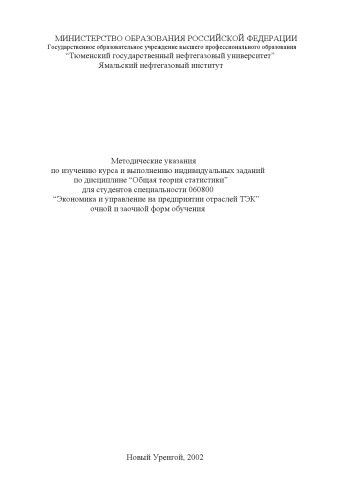 МИНИСТЕРСТВО ОБРАЗОВАНИЯ РОССИЙСКОЙ ФЕДЕРАЦИИ
Государственное образовательное учреждение высшего профессионального образования
“Тюменский государственный нефтегазовый университет”
Ямальский нефтегазовый институт
Методические указания
по изучению курса и выполнению индивидуальных заданий
по дисциплине “Общая теория статистики”
для студентов специальности 060800
“Экономика и управление на предприятии отраслей ТЭК”
очной и заочной форм обучения
Новый Уренгой, 2002